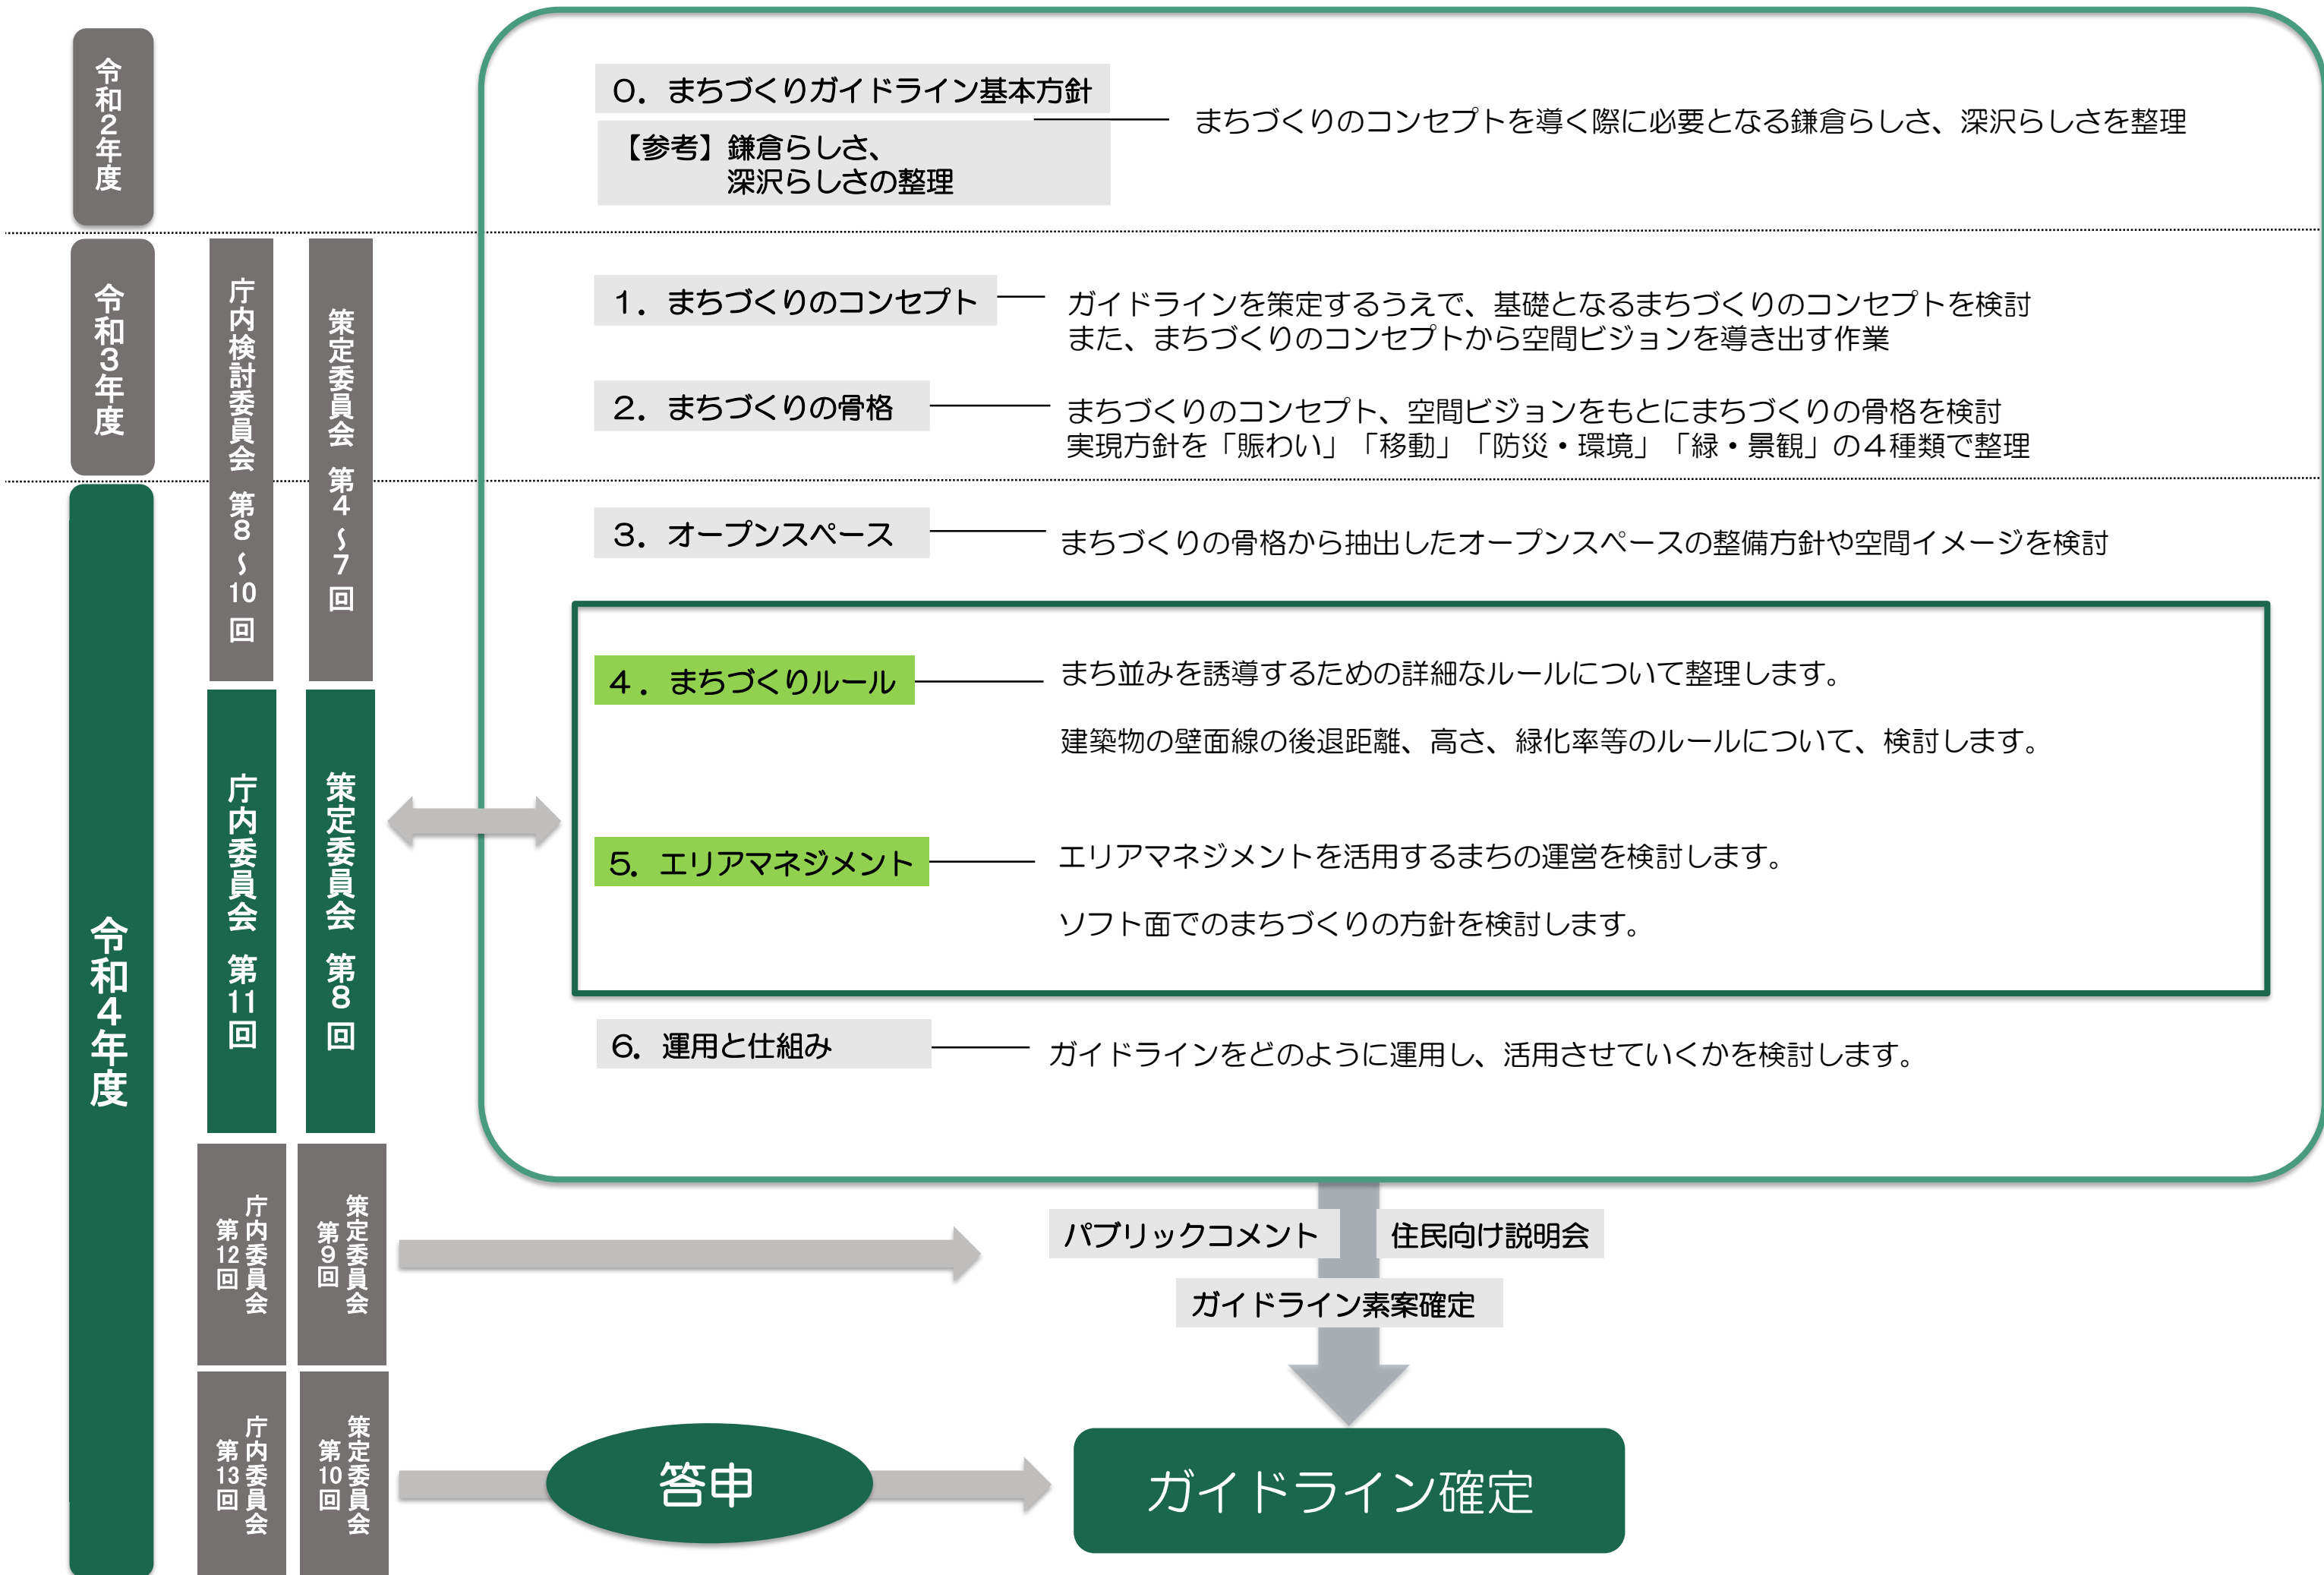 令和2年度
0. まちづくりガイドライン基本方針
【参考】鎌倉らしさ、
深沢らしさの整理
まちづくりのコンセプトを導く際に必要となる鎌倉らしさ、深沢らしさを整理
令和3年度
庁内検討委員会 第8～10回
策定委員会 第4～7回
1. まちづくりのコンセプト
ガイドラインを策定するうえで、基礎となるまちづくりのコンセプトを検討
また、まちづくりのコンセプトから空間ビジョンを導き出す作業
2. まちづくりの骨格
まちづくりのコンセプト、空間ビジョンをもとにまちづくりの骨格を検討
実現方針を「賑わい」「移動」「防災・環境」「緑・景観」の4種類で整理
令和4年度
3. オープンスペース
まちづくりの骨格から抽出したオープンスペースの整備方針や空間イメージを検討
庁内委員会 第11回
策定委員会 第8回
4. まちづくりルール
まち並みを誘導するための詳細なルールについて整理します。
建築物の壁面線の後退距離、高さ、緑化率等のルールについて、検討します。
5. エリアマネジメント
エリアマネジメントを活用するまちの運営を検討します。
ソフト面でのまちづくりの方針を検討します。
6. 運用と仕組み
ガイドラインをどのように運用し、活用させていくかを検討します。
庁内委員会
第12回
策定委員会
第9回
パブリックコメント
住民向け説明会
ガイドライン素案確定
庁内委員会
第13回
策定委員会
第10回
答申
ガイドライン確定